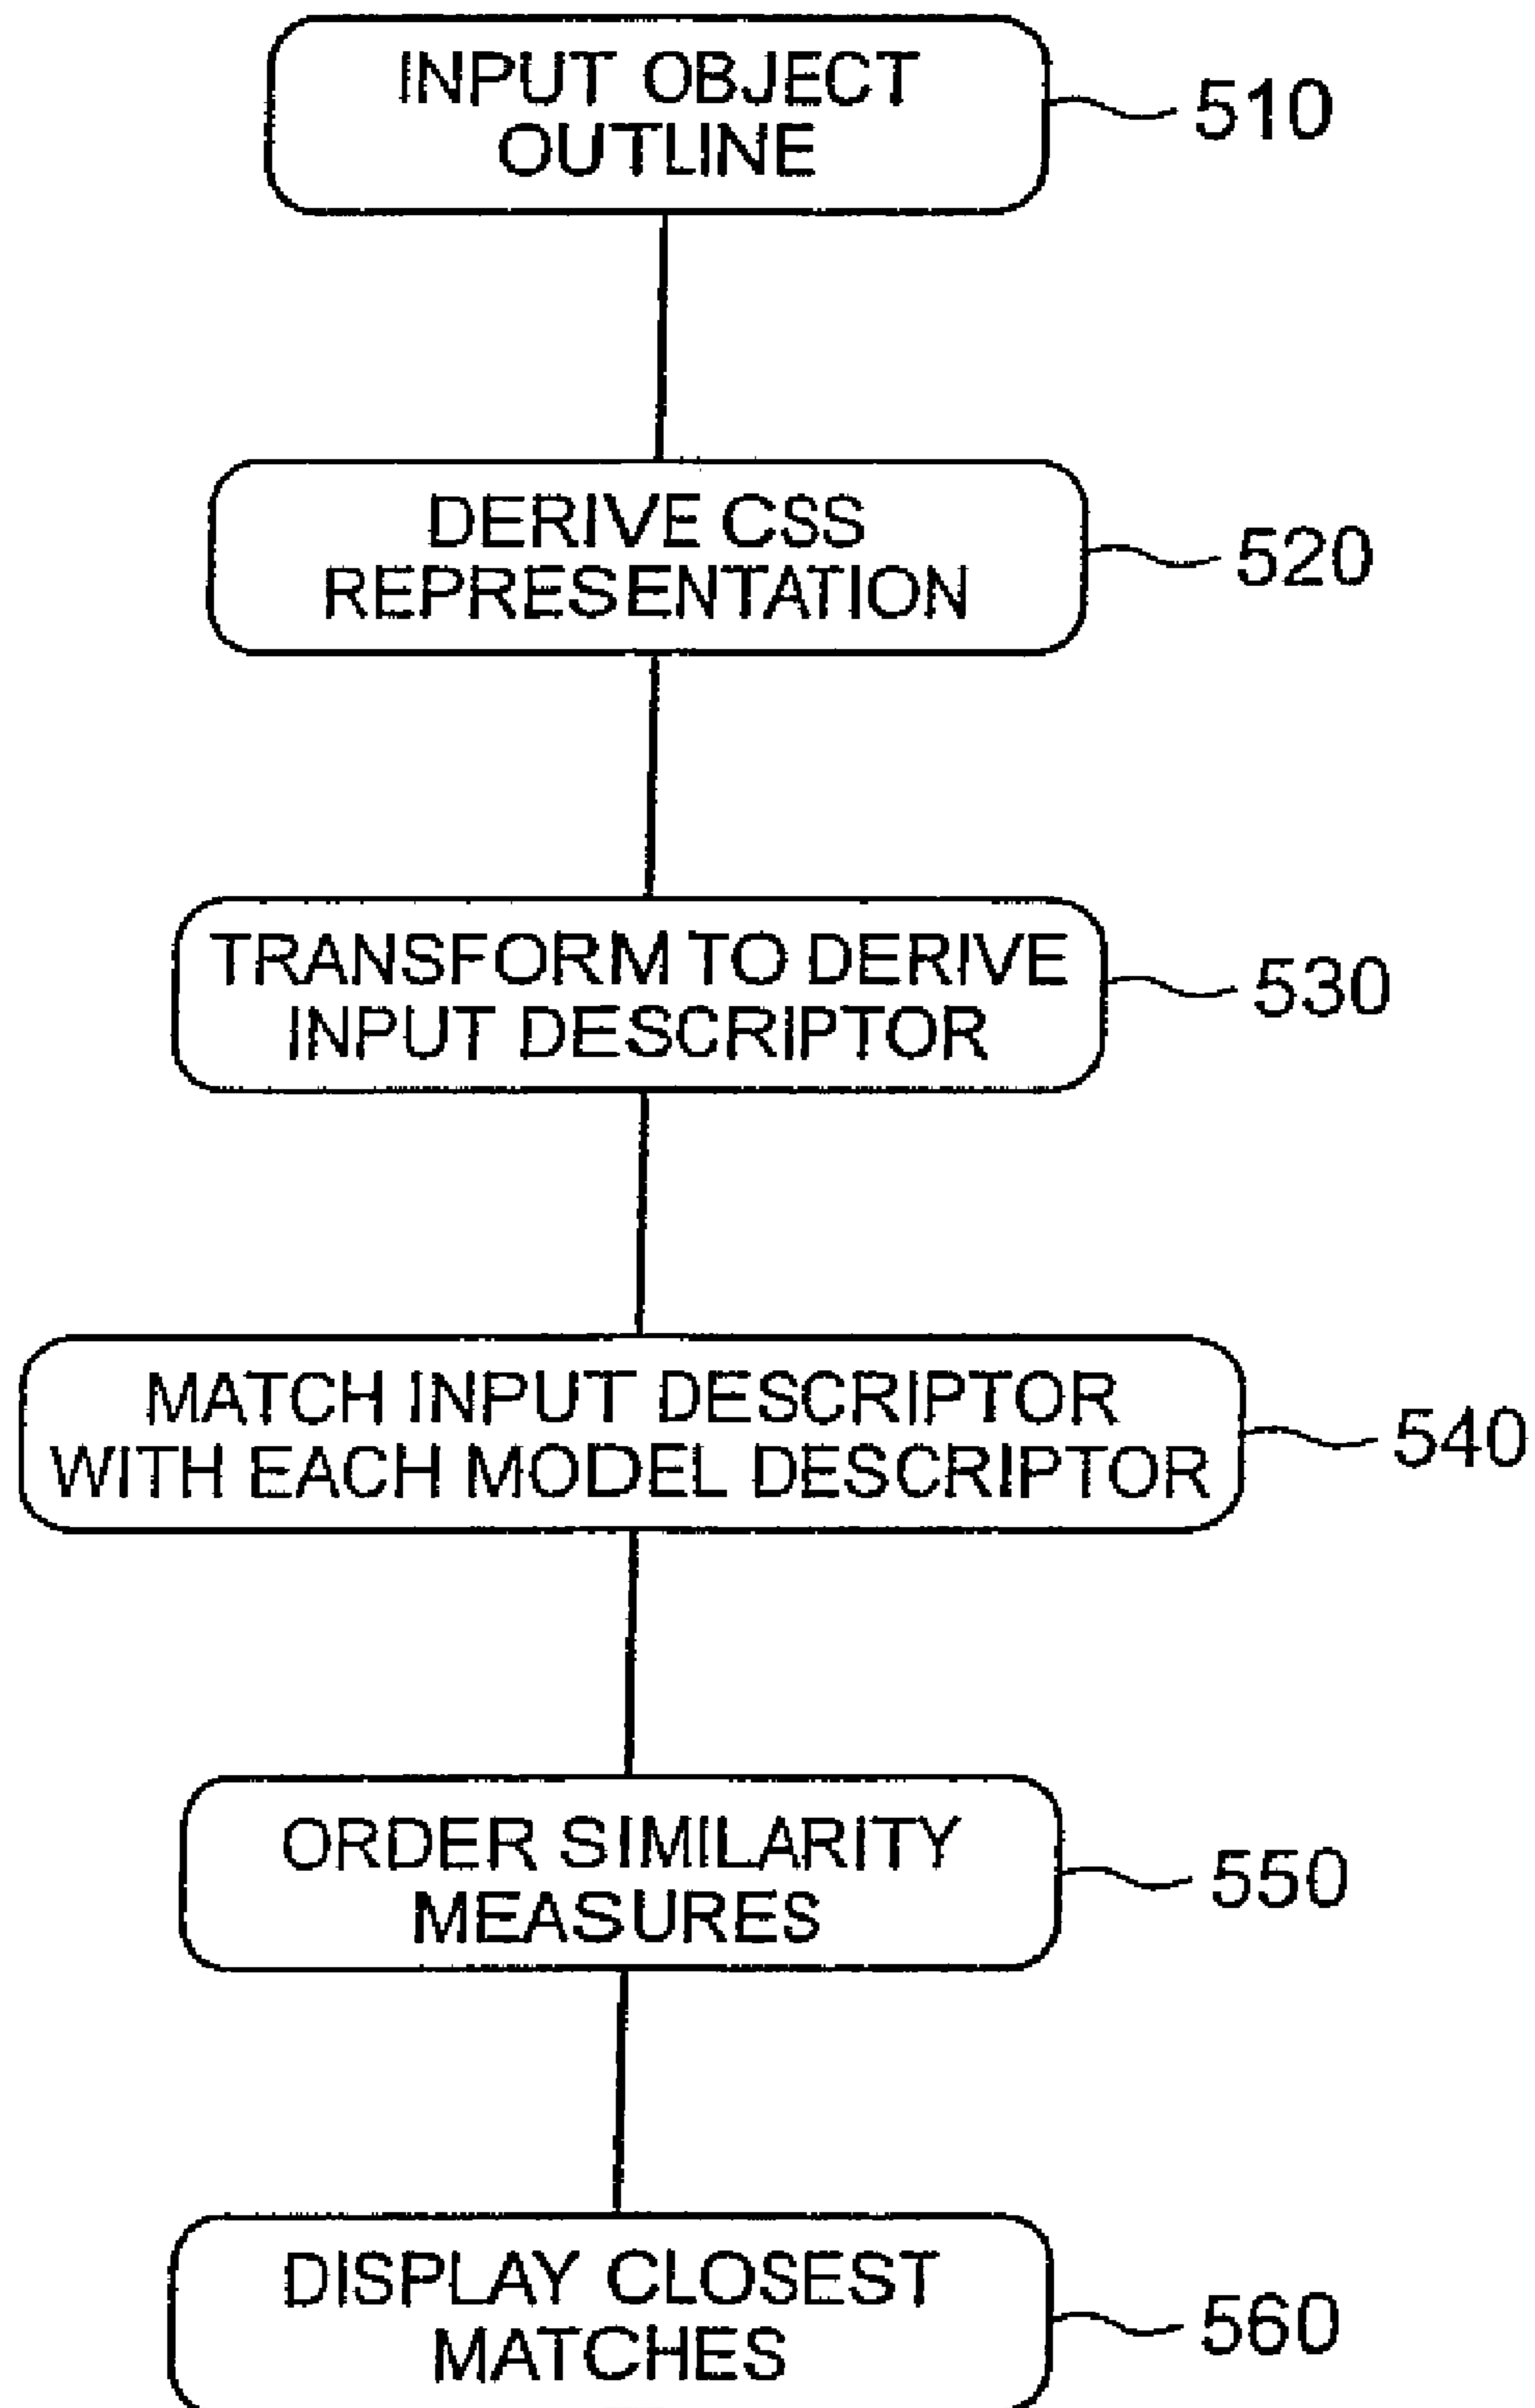 INPUT OBJECT
OUTLINE
510
DERIVE CSS
REPRESENTATION
520
TRANSFORM TO DERIVE
INPUT DESCRIPTOR
530
MATCH INPUT DESCRIPTOR
WITH EACH MODEL DESCRIPTOR
540
ORDER SIMILARITY
MEASURES
550
DISPLAY CLOSEST
MATCHES
560